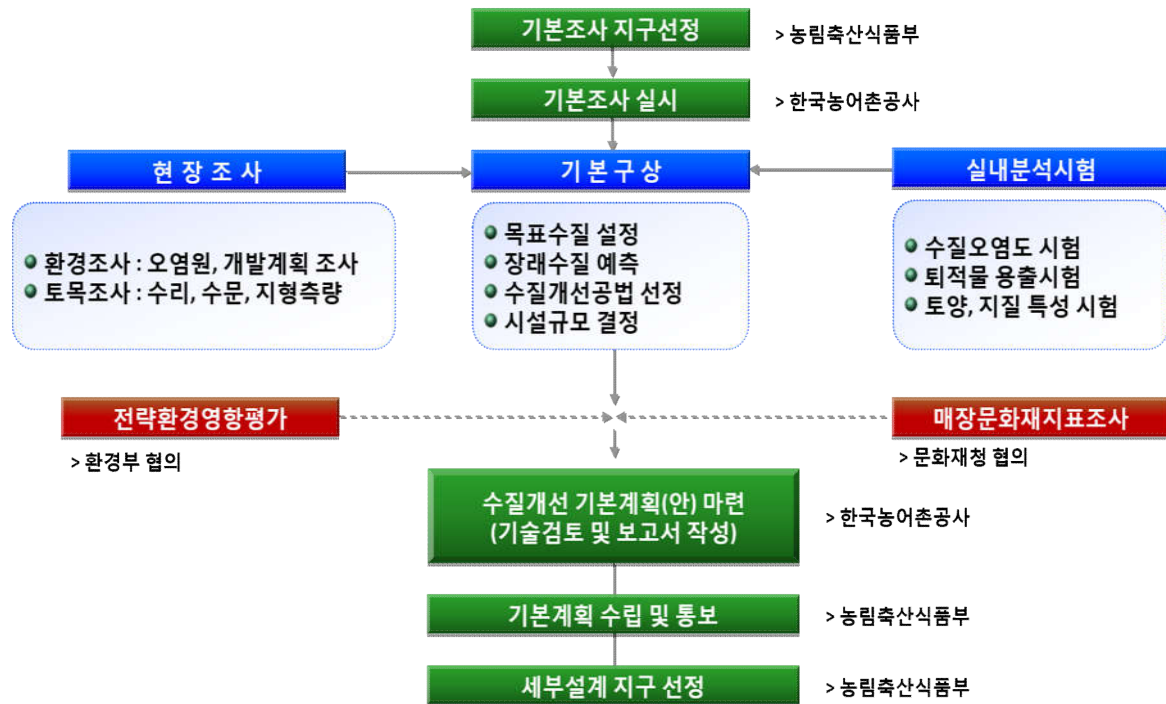 기본조사 지구선정
> 농림축산식품부
기본조사 실시
> 한국농어촌공사
현 장 조 사
기 본 구 상
실내분석시험
환경조사 : 오염원, 개발계획 조사
토목조사 : 수리, 수문, 지형측량
목표수질 설정
장래수질 예측
수질개선공법 선정
시설규모 결정
수질오염도 시험
퇴적물 용출시험
토양, 지질 특성 시험
전략환경영향평가
> 환경부 협의
매장문화재지표조사
> 문화재청 협의
수질개선 기본계획(안) 마련
(기술검토 및 보고서 작성)
> 한국농어촌공사
기본계획 수립 및 통보
> 농림축산식품부
세부설계 지구 선정
> 농림축산식품부